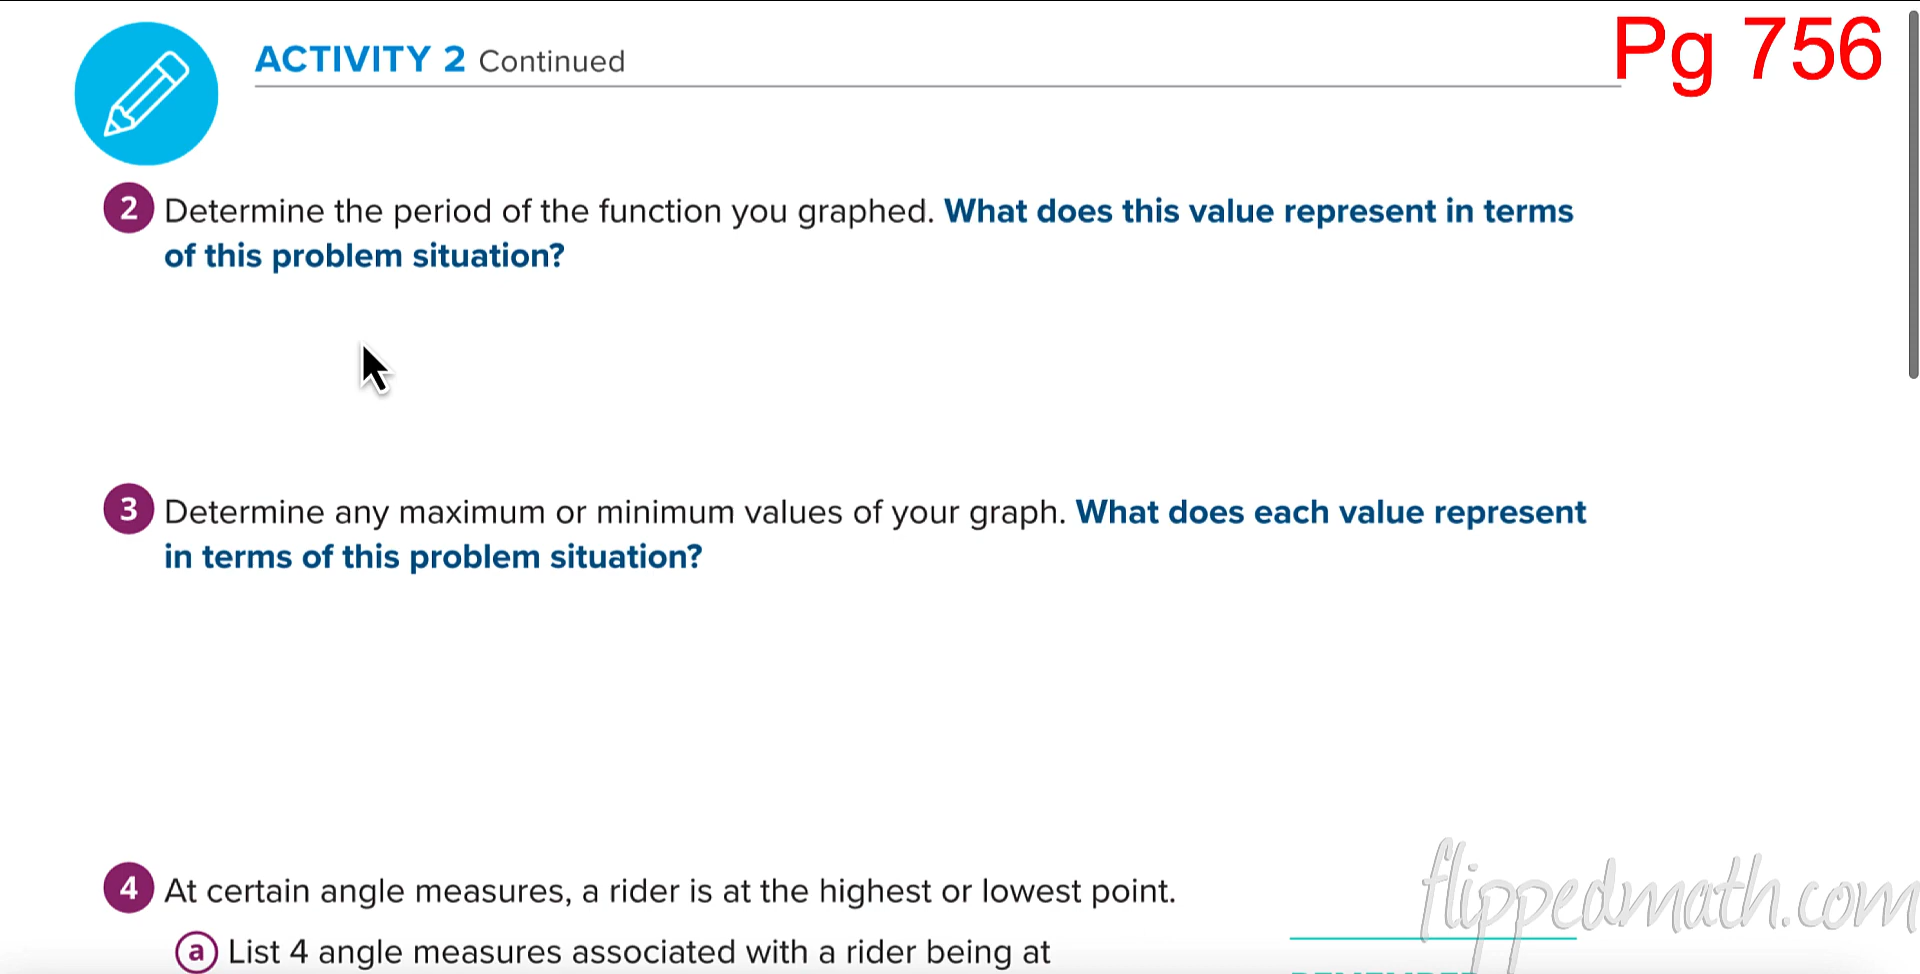 ACTIVITY 2 Continued
Pg 756
2 Determine the period of the function you graphed. What does this value represent in terms
of this problem situation?
3 Determine any maximum or minimum values of your graph. What does each value represent
in terms of this problem situation?
4 At certain angle measures, a rider is at the highest or lowest point.
a List 4 angle measures associated with a rider being at
flippedmath.com